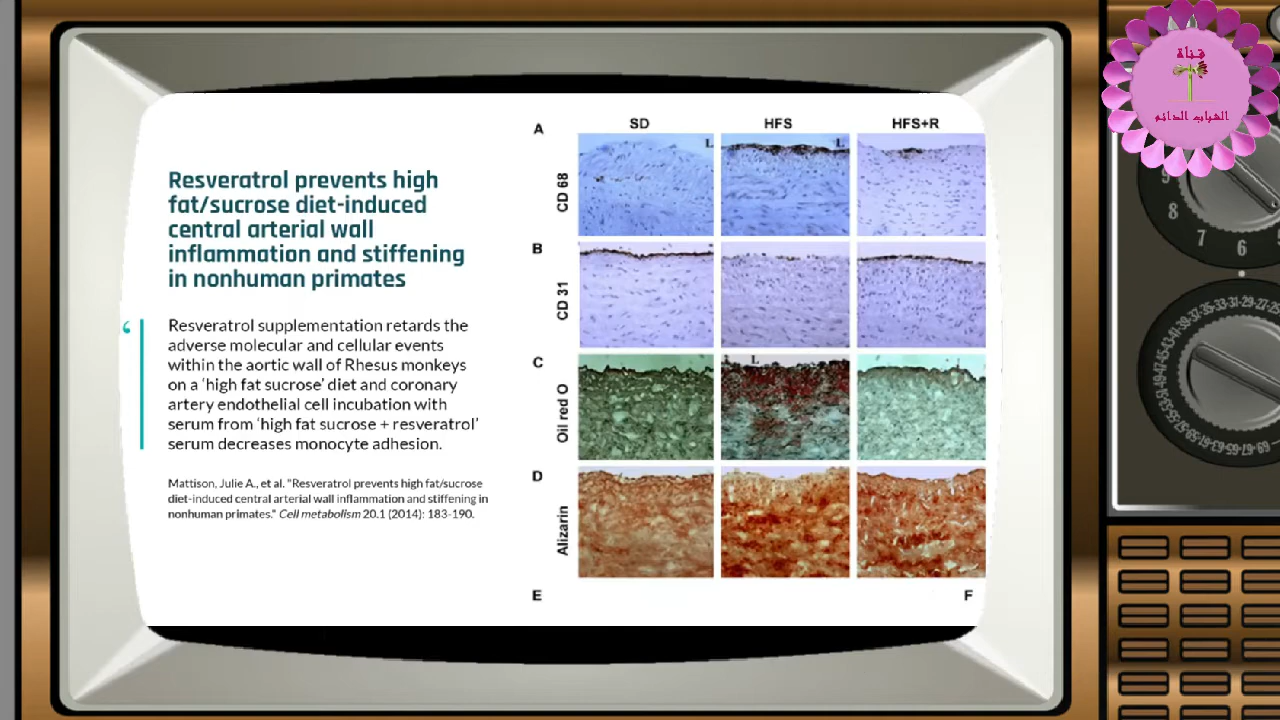 Resveratrol prevents high
fat/sucrose diet-induced
central arterial wall
inflammation and stiffening
in nonhuman primates
‘
Resveratrol supplementation retards the
adverse molecular and cellular events
within the aortic wall of Rhesus monkeys
on a ‘high fat sucrose’ diet and coronary
artery endothelial cell incubation with
serum from ‘high fat sucrose + resveratrol’
serum decreases monocyte adhesion.
Mattison, Julie A., et al. "Resveratrol prevents high fat/sucrose
diet-induced central arterial wall inflammation and stiffening in
nonhuman primates." Cell metabolism 20.1 (2014): 183-190.
SD HFS HFS+R
A
CD 68
L L
B
CD 31
C
Oil red O
L
D
Alizarin
E F
قناة
الشباب الدائم
8
7
6